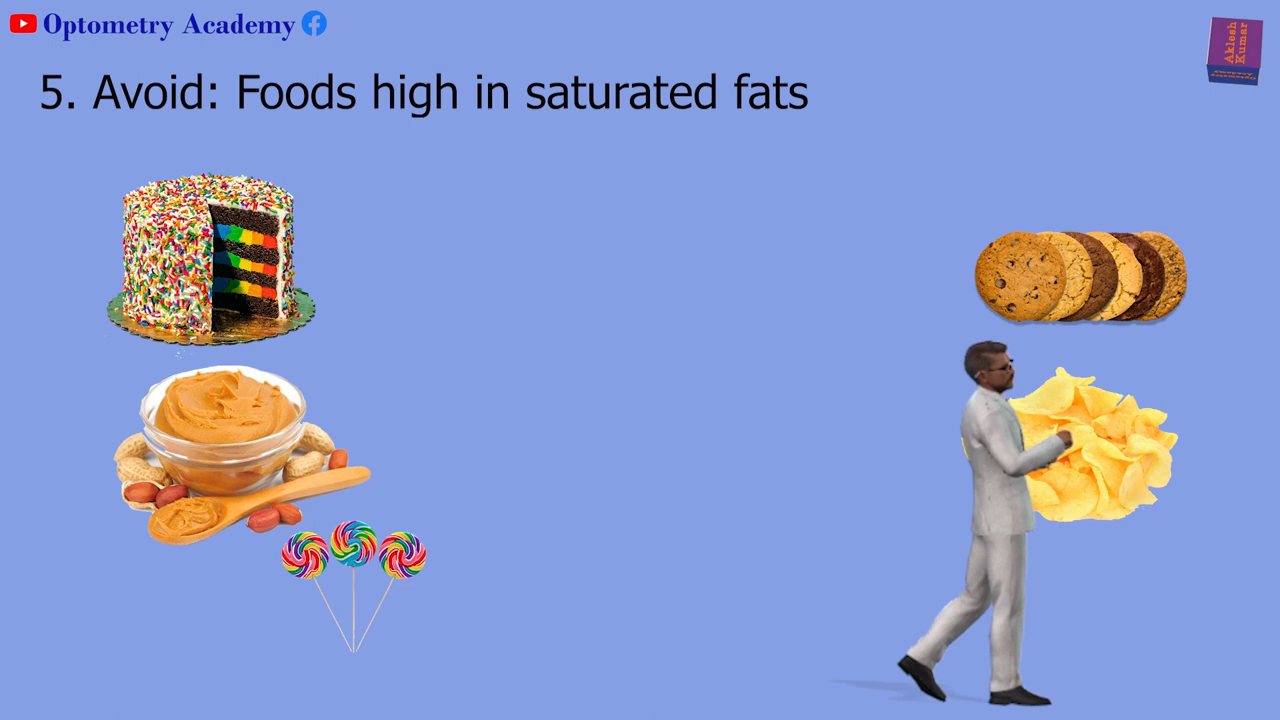 Optometry Academy
5. Avoid: Foods high in saturated fats
Aklesh
Kumar